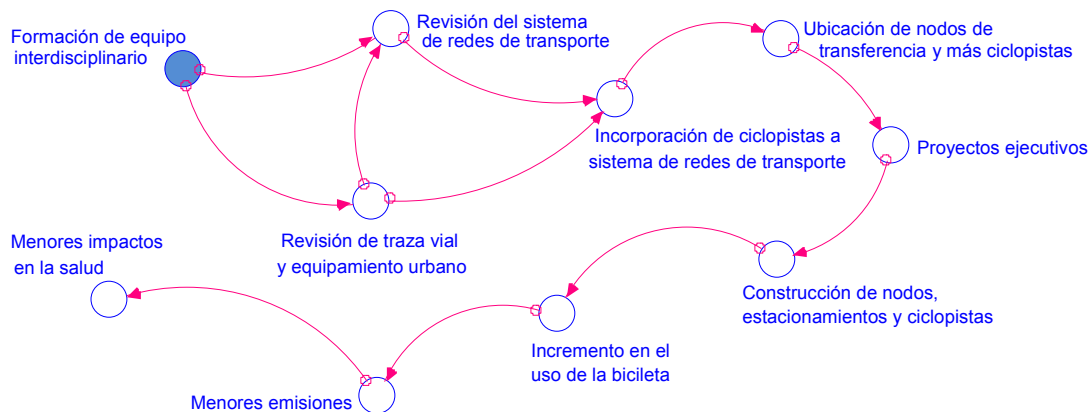 Formación de equipo
interdisciplinario
Revisión del sistema
de redes de transporte
Ubicación de nodos de
transferencia y más ciclopistas
Incorporación de ciclopistas a
sistema de redes de transporte
Proyectos ejecutivos
Revisión de traza vial
y equipamiento urbano
Menores impactos
en la salud
Construcción de nodos,
estacionamientos y ciclopistas
Incremento en el
uso de la bicileta
Menores emisiones